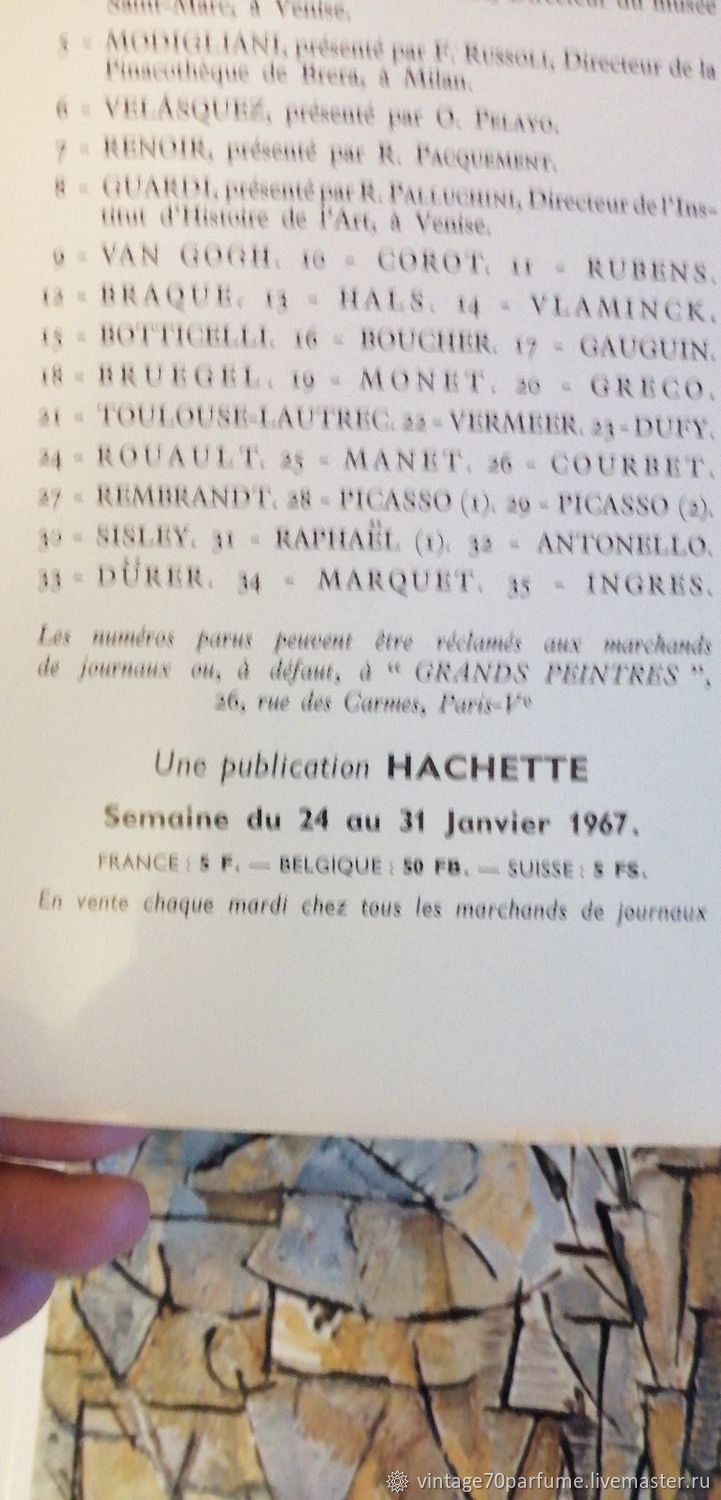 Saint-Marc, à Venise.
Directeur du musée
5 - MODIGLIANI, présenté par F. RUSSOLI, Directeur de la
Pinacothèque de Brera, à Milan.
6 - VELÁSQUEZ, présenté par O. PELAYO.
7 - RENOIR, présenté par R. PACQUEMENT.
8 - GUARDI, présenté par R. PALLUCHINI, Directeur de l'Ins-
titut d'Histoire de l'Art, à Venise.
9 - VAN GOGH. 10 - COROT. 11 - RUBENS.
12 - BRAQUE. 13 - HALS. 14 - VLAMINCK.
15 - BOTTICELLI. 16 - BOUCHER. 17 - GAUGUIN.
18 - BRUEGEL. 19 - MONET. 20 - GRECO.
21 - TOULOUSE-LAUTREC. 22 - VERMEER. 23 - DUFY.
24 - ROUAULT. 25 - MANET. 26 - COURBET.
27 - REMBRANDT. 28 - PICASSO (1). 29 - PICASSO (2).
30 - SISLEY. 31 - RAPHAËL (1). 32 - ANTONELLO.
33 - DÜRER. 34 - MARQUET. 35 - INGRES.
Les numéros parus peuvent être réclamés aux marchands
de journaux ou, à défaut, à “ GRANDS PEINTRES ”,
26, rue des Carmes, Paris-Vᵉ
Une publication HACHETTE
Semaine du 24 au 31 Janvier 1967.
FRANCE : 5 F. — BELGIQUE : 50 FB. — SUISSE : 5 FS.
En vente chaque mardi chez tous les marchands de journaux
vintage70parfume.livemaster.ru